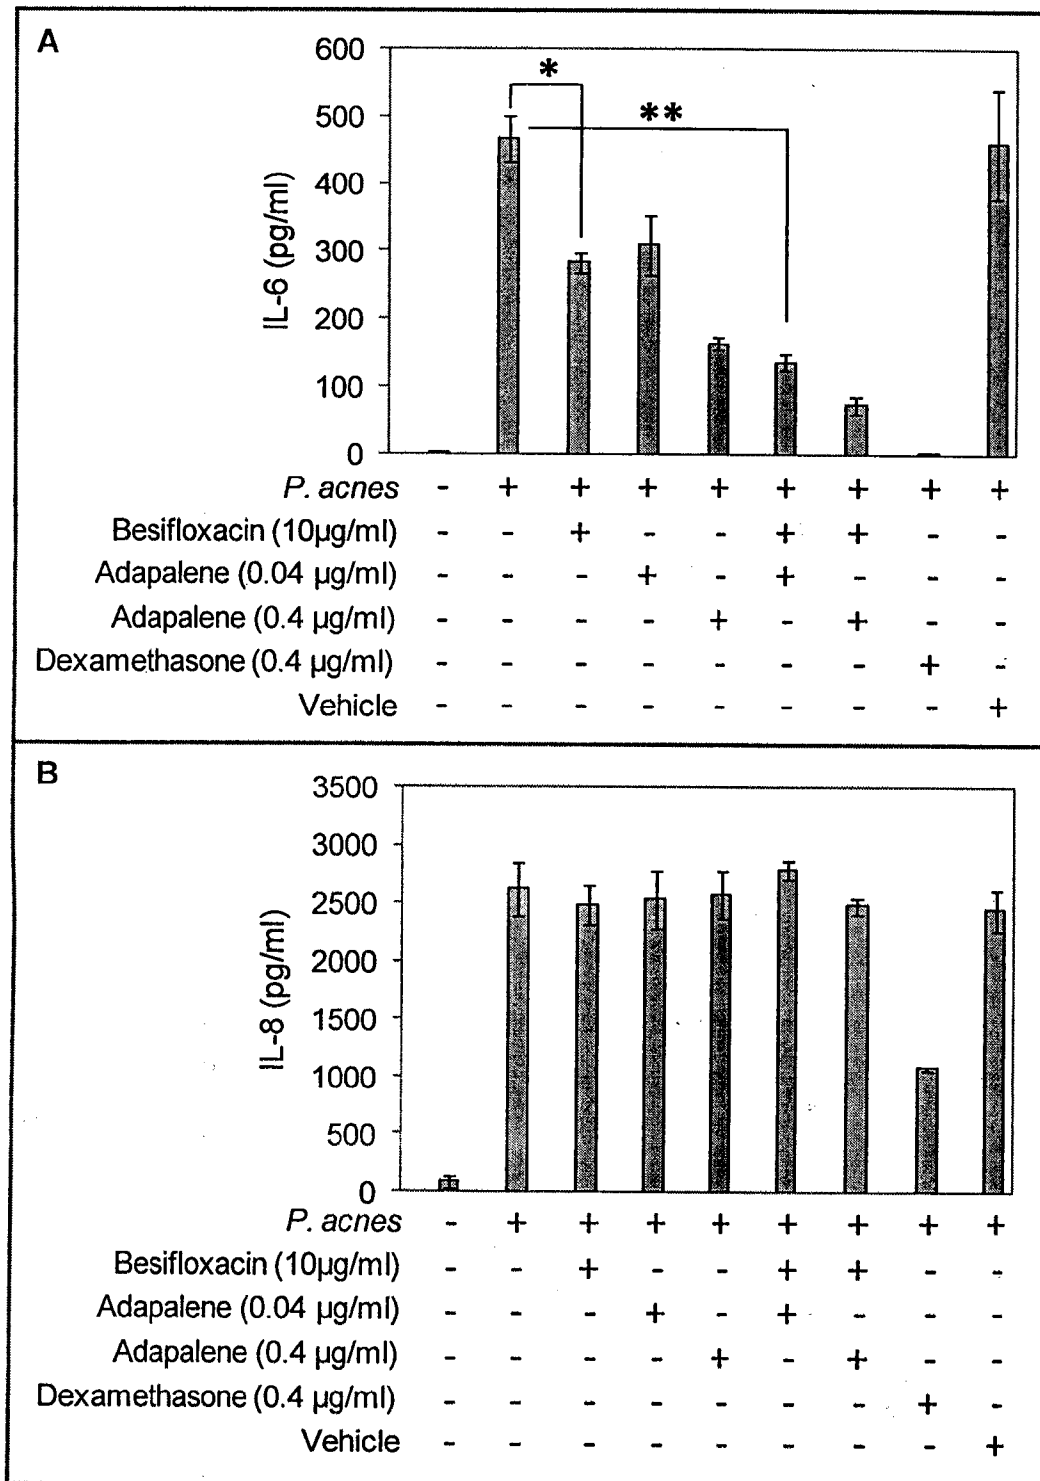 A
600
500
400
300
200
100
0
IL-6 (pg/ml)
*
**
P. acnes - + + + + + + + +
Besifloxacin (10µg/ml) - - + - - + + - -
Adapalene (0.04 µg/ml) - - - + - + - - -
Adapalene (0.4 µg/ml) - - - - + - + - -
Dexamethasone (0.4 µg/ml) - - - - - - - + -
Vehicle - - - - - - - - +
B
3500
3000
2500
2000
1500
1000
500
0
IL-8 (pg/ml)
P. acnes - + + + + + + + +
Besifloxacin (10µg/ml) - - + - - + + - -
Adapalene (0.04 µg/ml) - - - + - + - - -
Adapalene (0.4 µg/ml) - - - - + - + - -
Dexamethasone (0.4 µg/ml) - - - - - - - + -
Vehicle - - - - - - - - +